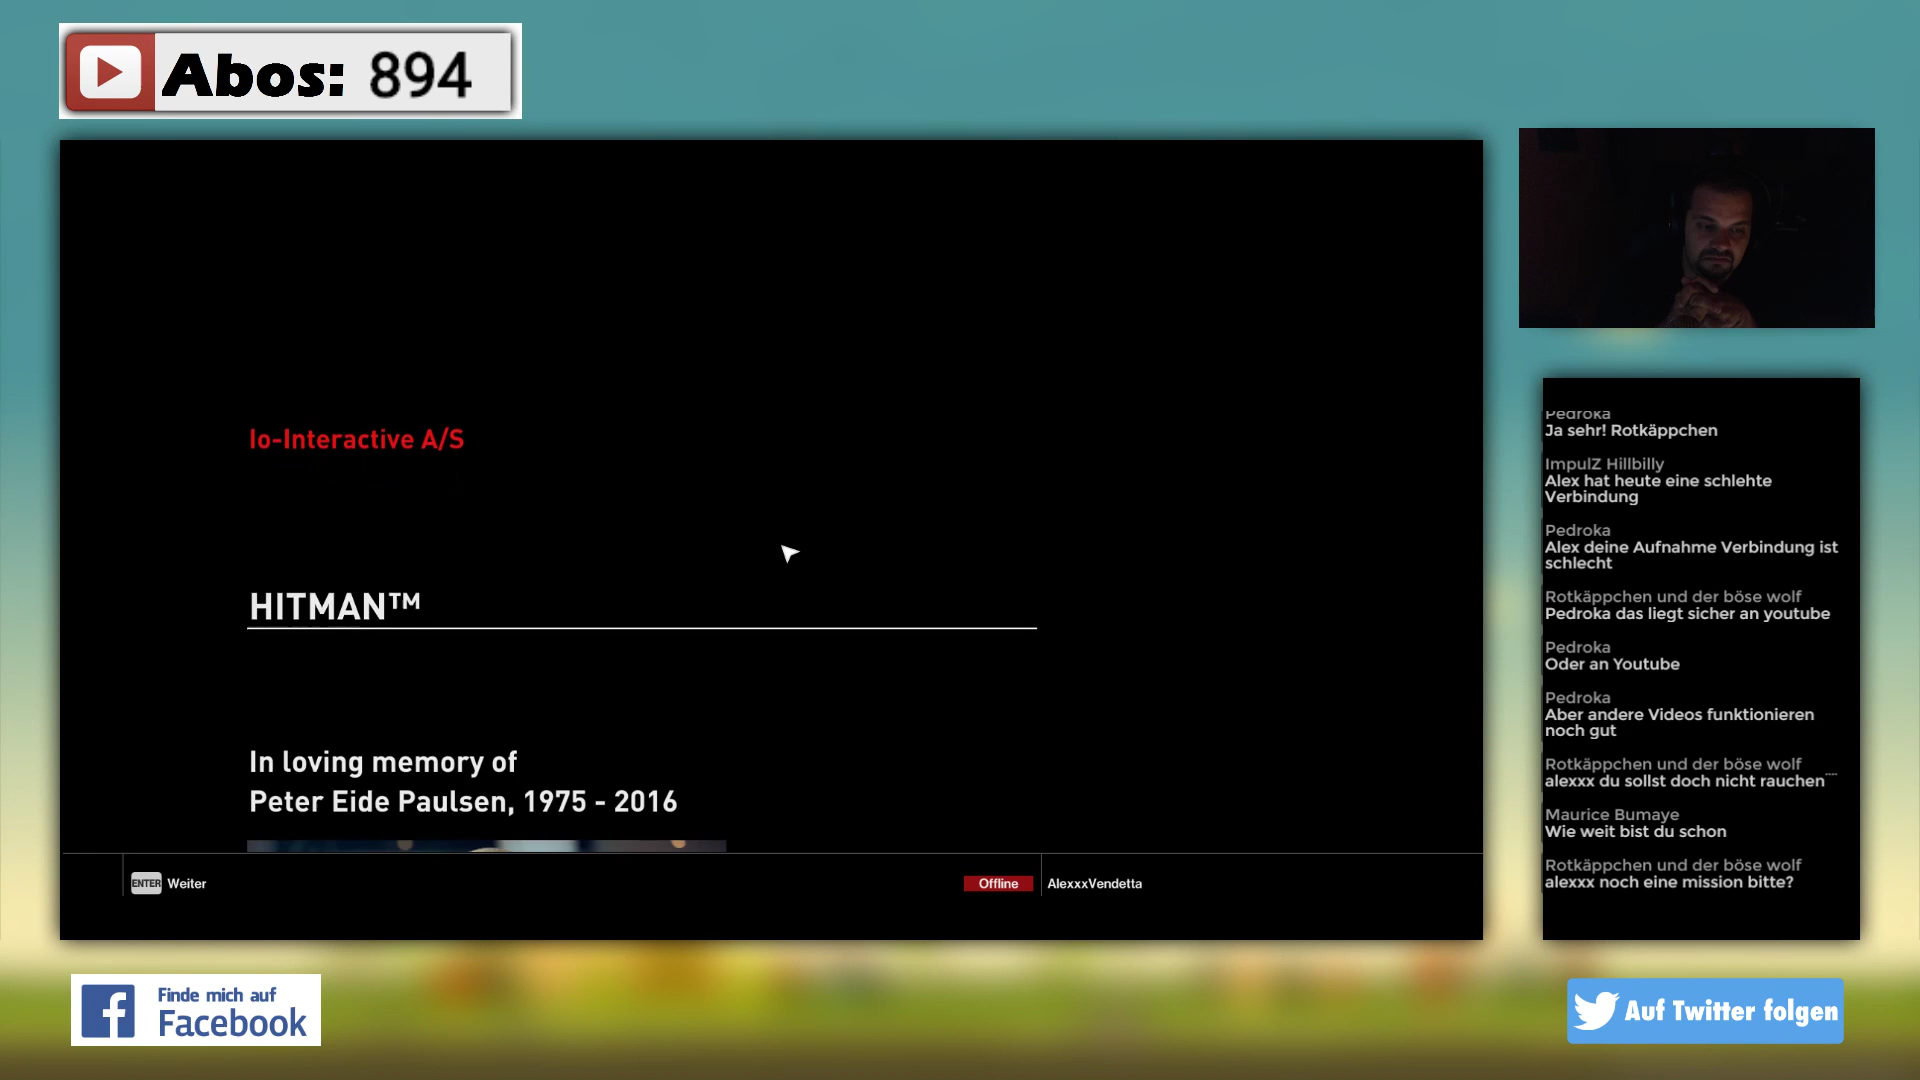 Abos: 894
Io-Interactive A/S
HITMAN™
In loving memory of
Peter Eide Paulsen, 1975 - 2016
ENTER Weiter
Offline
AlexxxVendetta
Pedroka
Ja sehr! Rotkäppchen
ImpulZ Hillbilly
Alex hat heute eine schlehte
Verbindung
Pedroka
Alex deine Aufnahme Verbindung ist
schlecht
Rotkäppchen und der böse wolf
Pedroka das liegt sicher an youtube
Pedroka
Oder an Youtube
Pedroka
Aber andere Videos funktionieren
noch gut
Rotkäppchen und der böse wolf
alexxx du sollst doch nicht rauchen^^
Maurice Bumaye
Wie weit bist du schon
Rotkäppchen und der böse wolf
alexxx noch eine mission bitte?
Finde mich auf
Facebook
Auf Twitter folgen